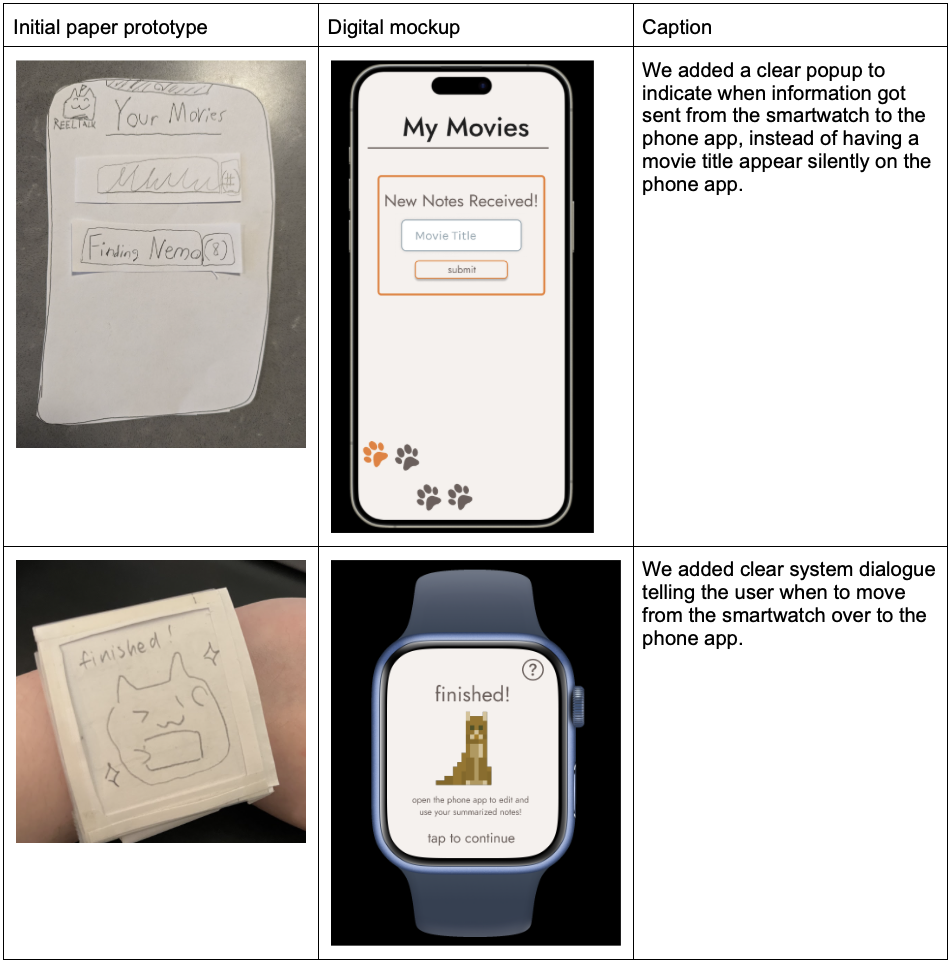 Initial paper prototype
Digital mockup
Caption
REELTALK
Your Movies
(#)
Finding Nemo (8)
My Movies
New Notes Received!
Movie Title
submit
We added a clear popup to
indicate when information got
sent from the smartwatch to the
phone app, instead of having a
movie title appear silently on the
phone app.
finished!
?
finished!
open the phone app to edit and
use your summarized notes!
tap to continue
We added clear system dialogue
telling the user when to move
from the smartwatch over to the
phone app.